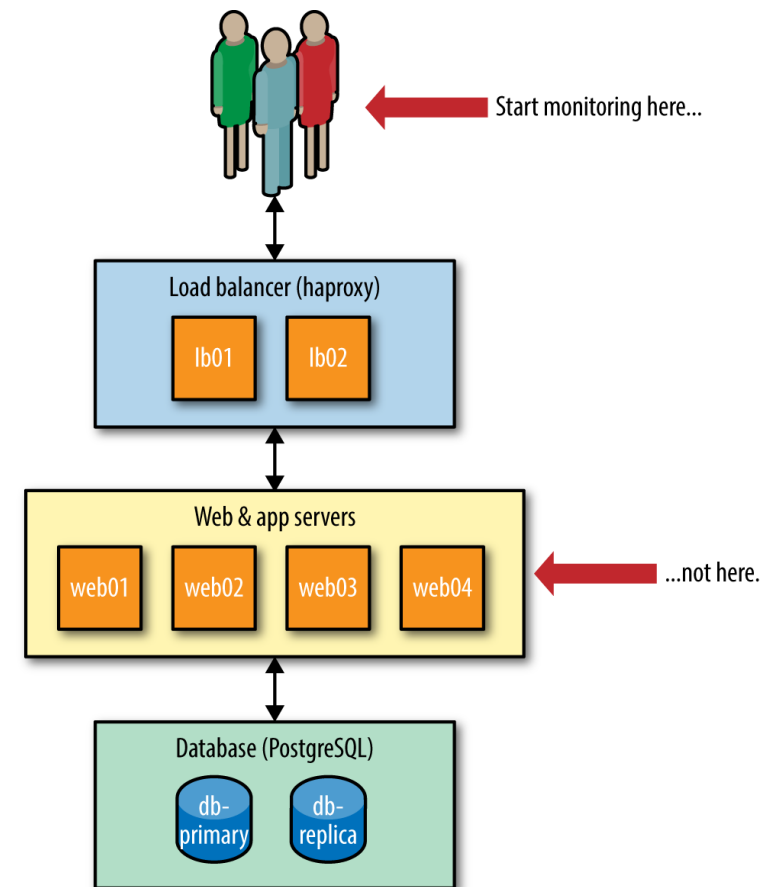 Start monitoring here...
Load balancer (haproxy)
lb01 lb02
Web & app servers
web01 web02 web03 web04
...not here.
Database (PostgreSQL)
db-
primary
db-
replica